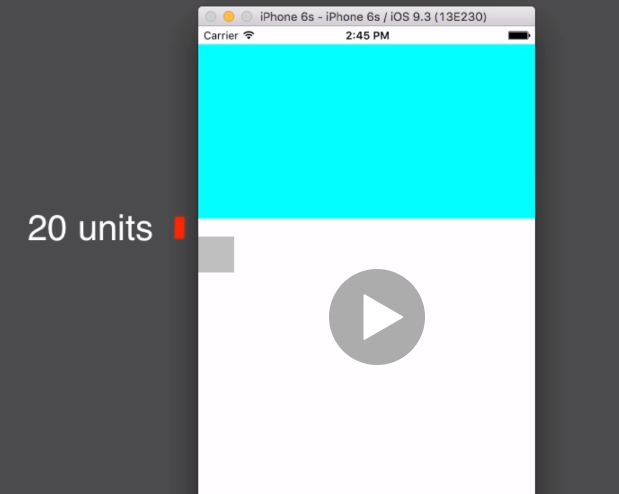 iPhone 6s - iPhone 6s / iOS 9.3 (13E230)
Carrier 2:45 PM
20 units